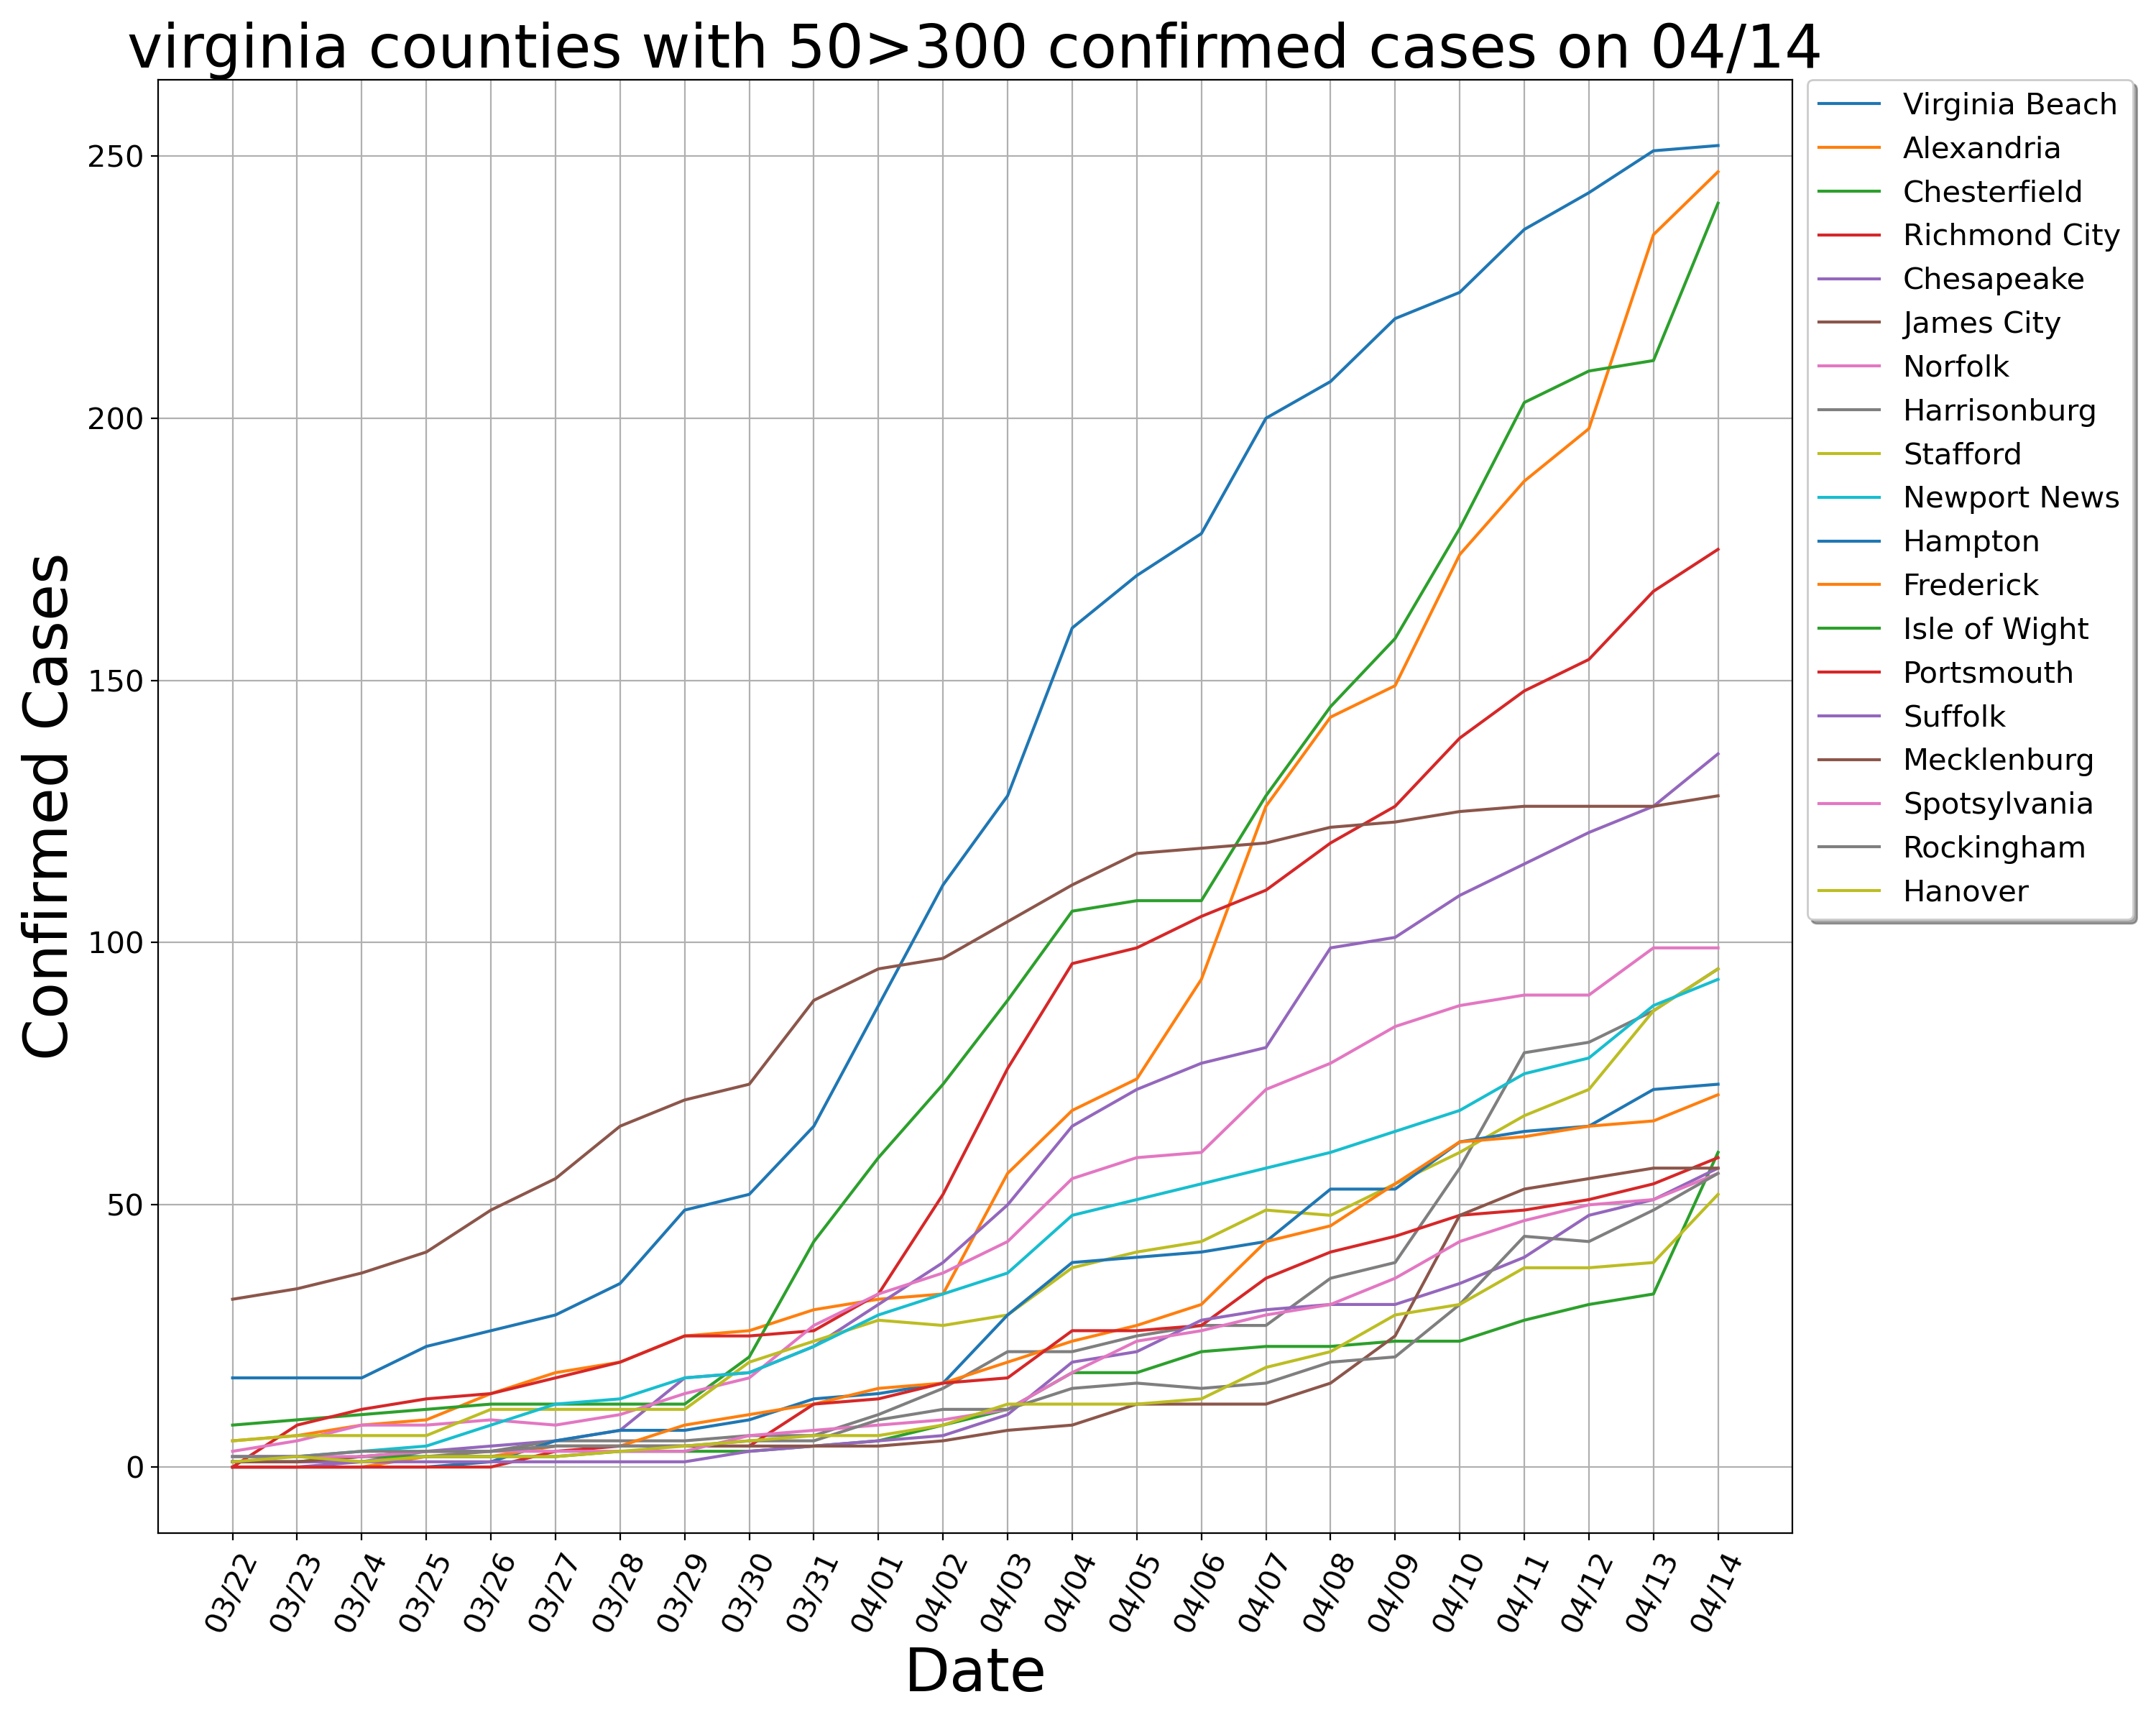 virginia counties with 50>300 confirmed cases on 04/14
Confirmed Cases
250
200
150
100
50
0
03/22
03/23
03/24
03/25
03/26
03/27
03/28
03/29
03/30
03/31
04/01
04/02
04/03
04/04
04/05
04/06
04/07
04/08
04/09
04/10
04/11
04/12
04/13
04/14
Date
Virginia Beach
Alexandria
Chesterfield
Richmond City
Chesapeake
James City
Norfolk
Harrisonburg
Stafford
Newport News
Hampton
Frederick
Isle of Wight
Portsmouth
Suffolk
Mecklenburg
Spotsylvania
Rockingham
Hanover